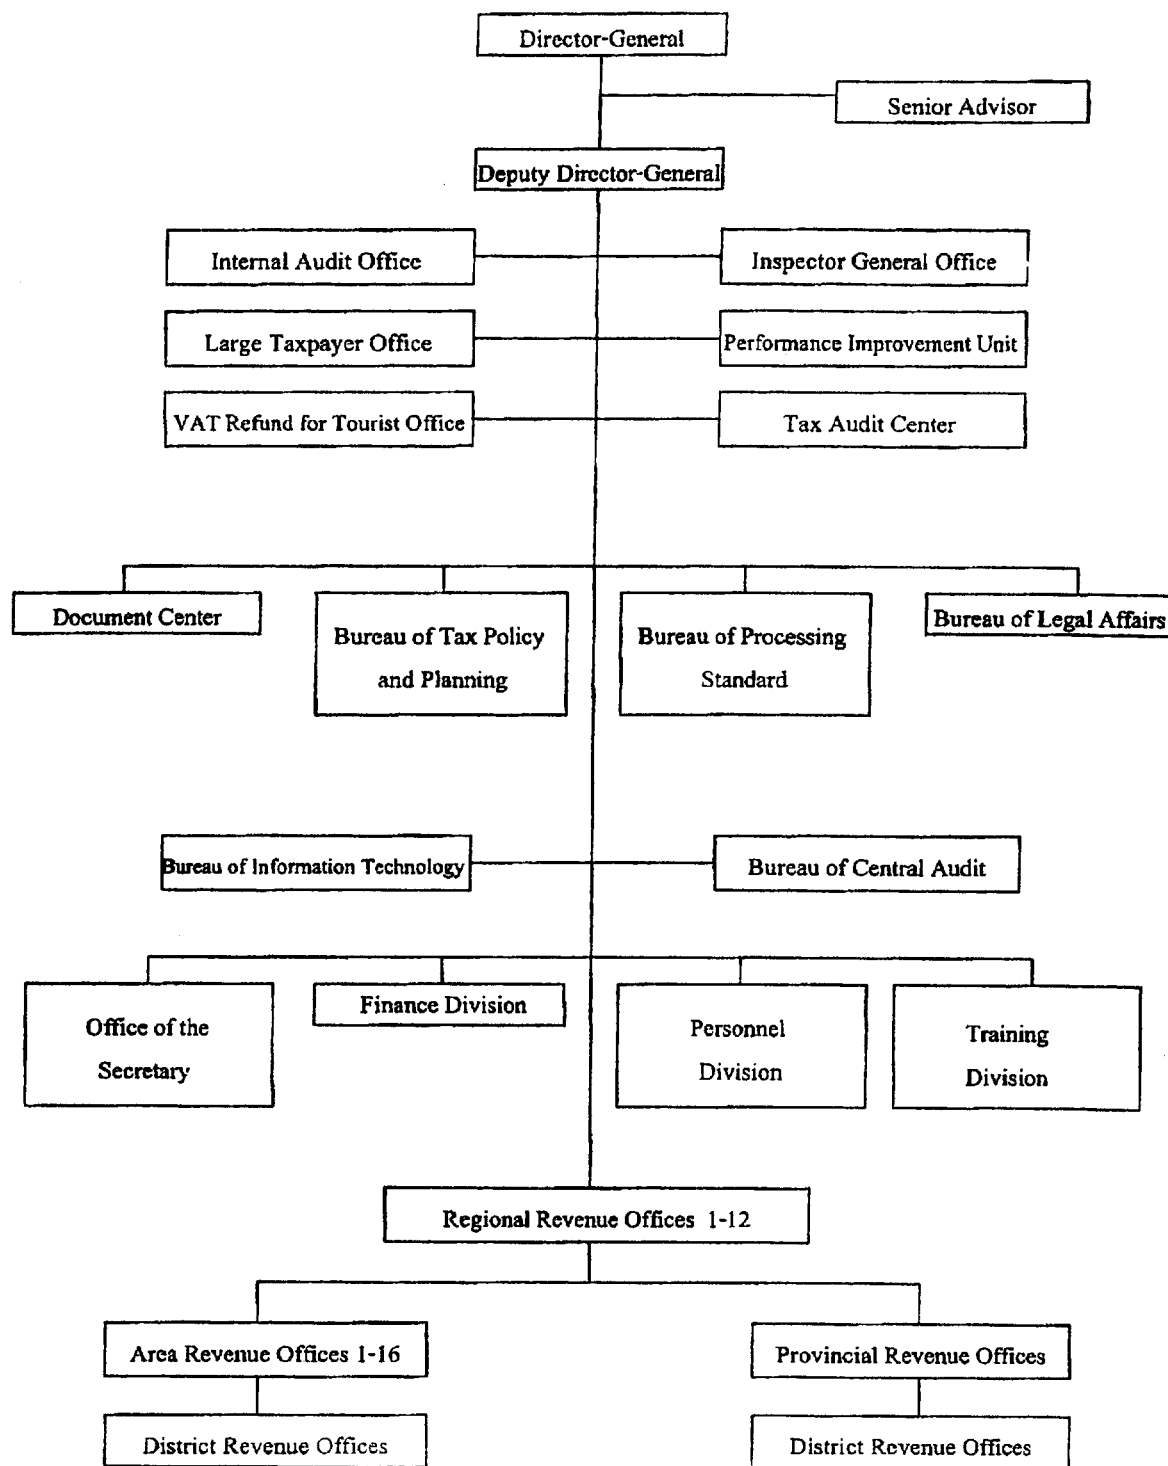 Director-General
Senior Advisor
Deputy Director-General
Internal Audit Office
Inspector General Office
Large Taxpayer Office
Performance Improvement Unit
VAT Refund for Tourist Office
Tax Audit Center
Document Center
Bureau of Tax Policy
and Planning
Bureau of Processing
Standard
Bureau of Legal Affairs
Bureau of Information Technology
Bureau of Central Audit
Office of the
Secretary
Finance Division
Personnel
Division
Training
Division
Regional Revenue Offices 1-12
Area Revenue Offices 1-16
Provincial Revenue Offices
District Revenue Offices
District Revenue Offices